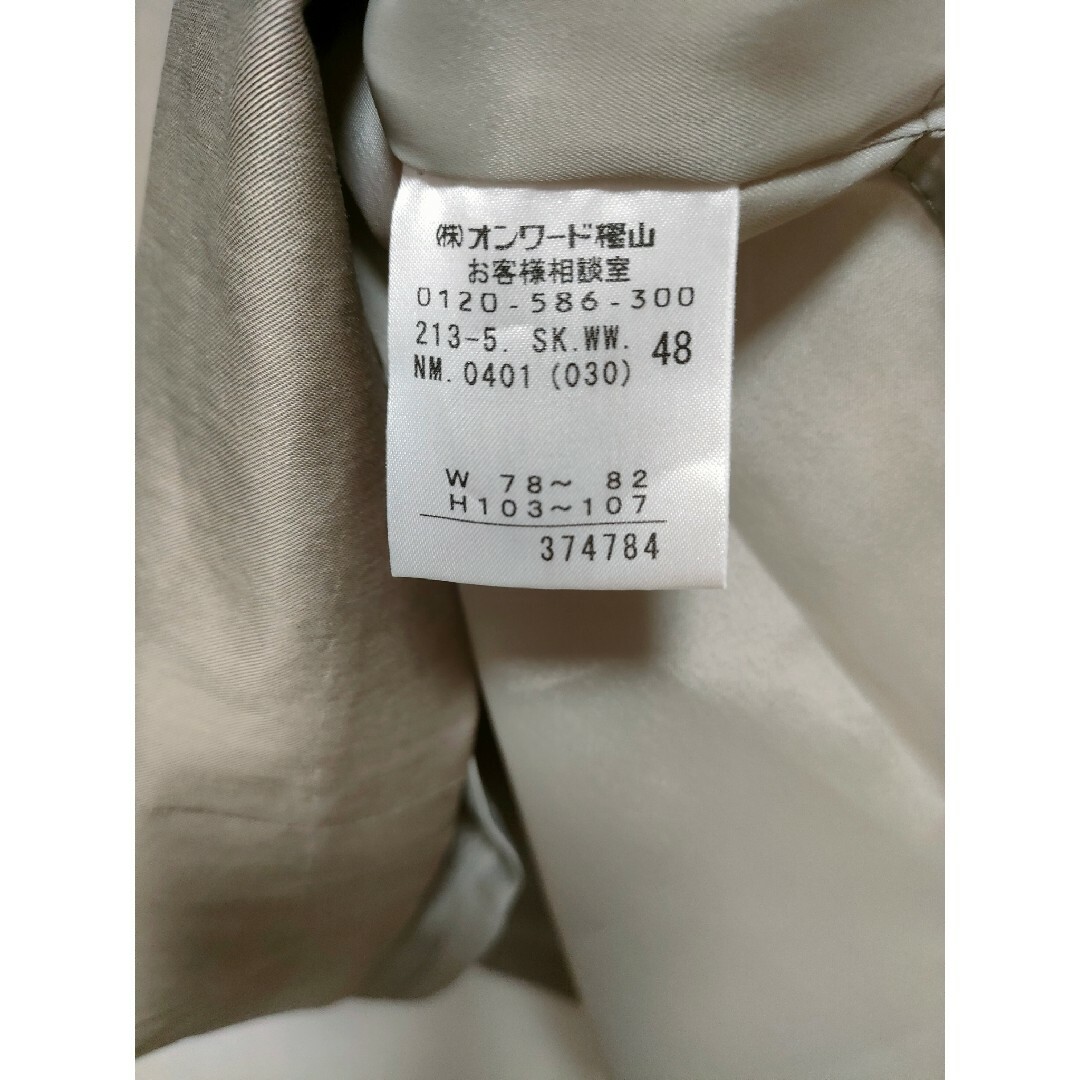 (株)オンワード樫山
お客様相談室
0120-586-300
213-5. SK.WW. 48
NM. 0401 (030)
W 78~ 82
H103~107
374784